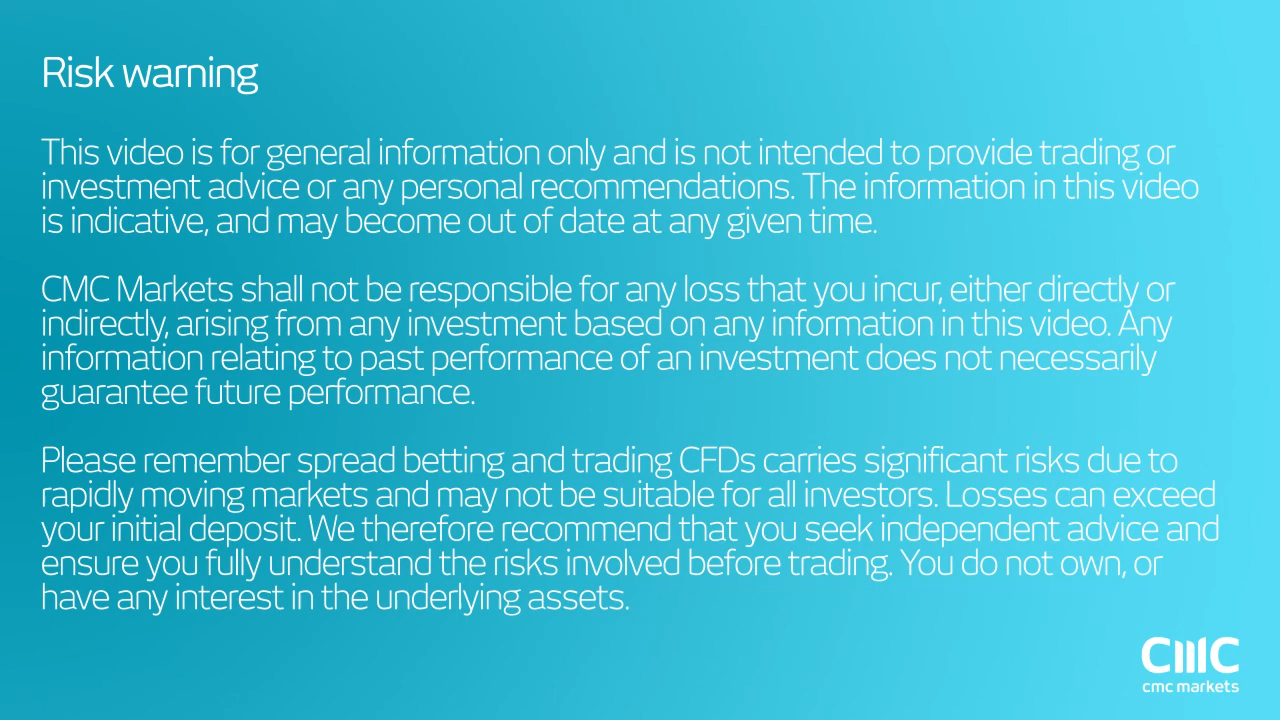 Risk warning
This video is for general information only and is not intended to provide trading or
investment advice or any personal recommendations. The information in this video
is indicative, and may become out of date at any given time.
CMC Markets shall not be responsible for any loss that you incur, either directly or
indirectly, arising from any investment based on any information in this video. Any
information relating to past performance of an investment does not necessarily
guarantee future performance.
Please remember spread betting and trading CFDs carries significant risks due to
rapidly moving markets and may not be suitable for all investors. Losses can exceed
your initial deposit. We therefore recommend that you seek independent advice and
ensure you fully understand the risks involved before trading. You do not own, or
have any interest in the underlying assets.
cmc
cmc markets